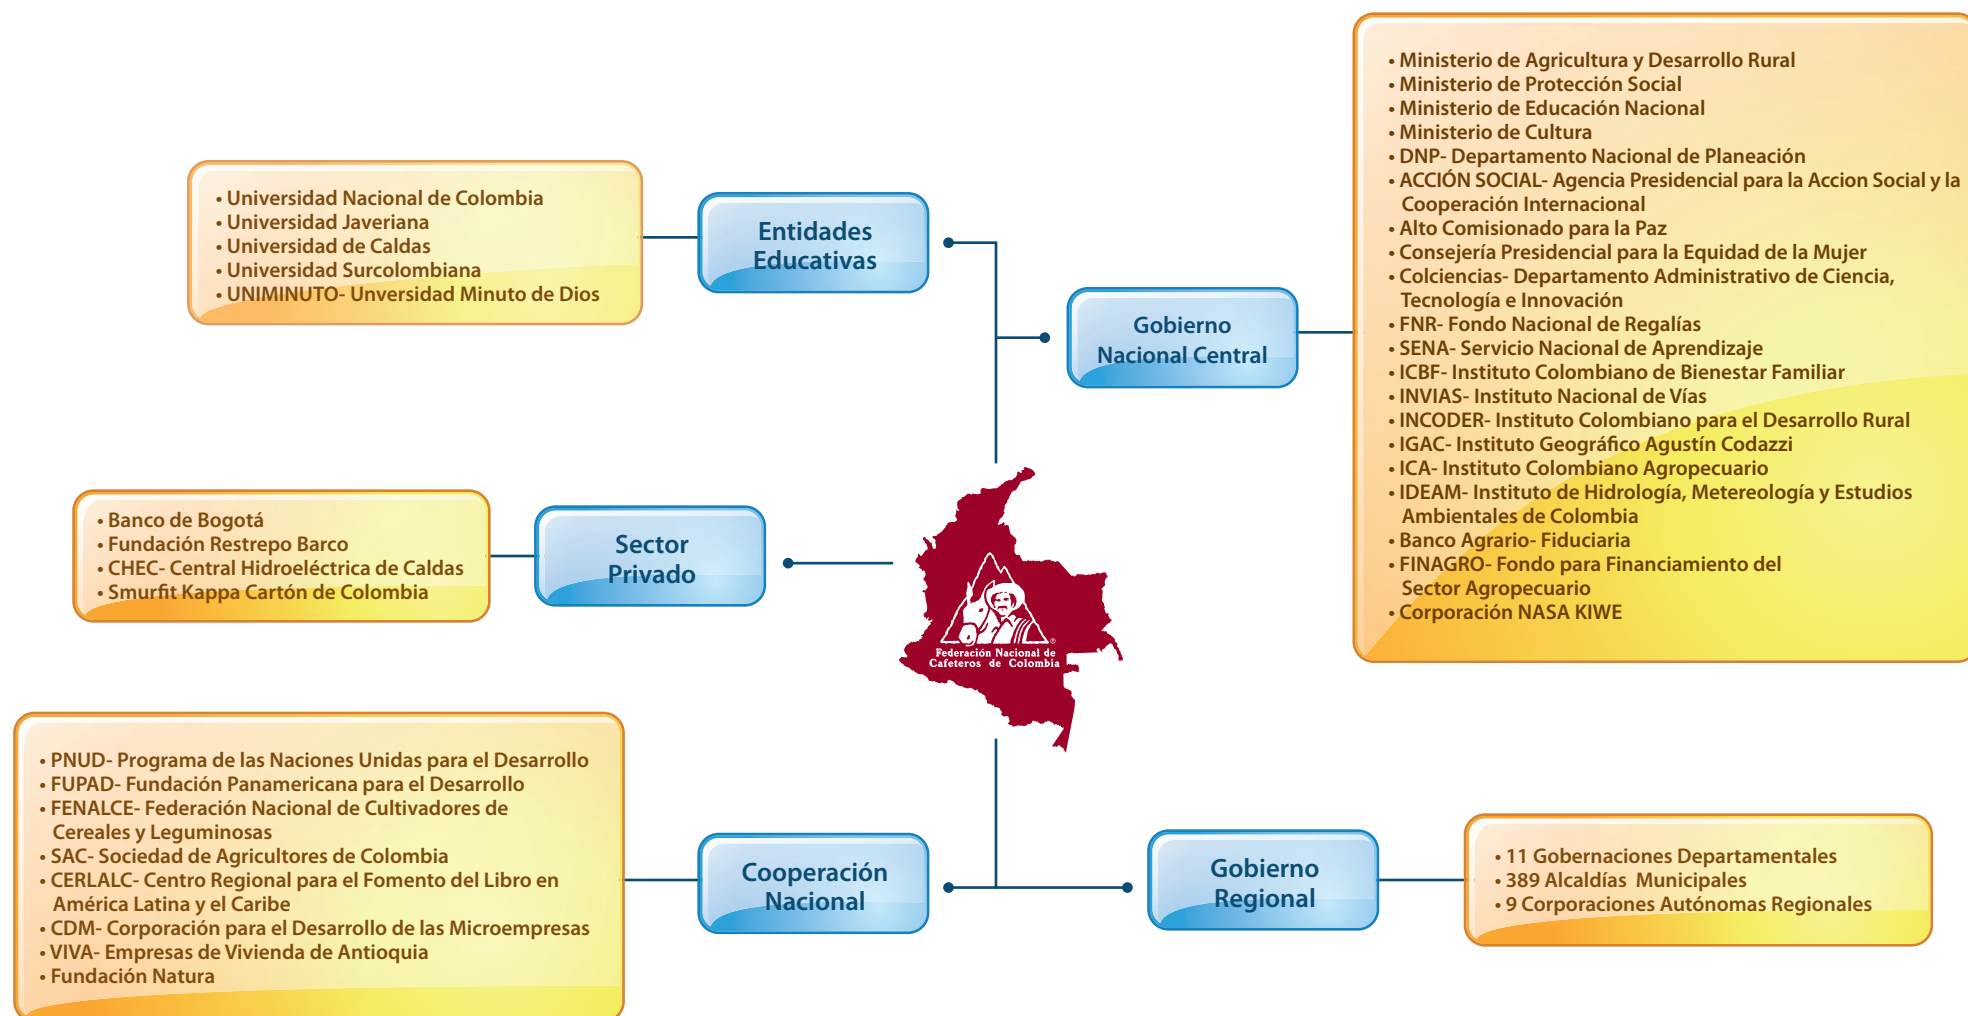 • Universidad Nacional de Colombia
• Universidad Javeriana
• Universidad de Caldas
• Universidad Surcolombiana
• UNIMINUTO- Unversidad Minuto de Dios
Entidades
Educativas
Gobierno
Nacional Central
• Ministerio de Agricultura y Desarrollo Rural
• Ministerio de Protección Social
• Ministerio de Educación Nacional
• Ministerio de Cultura
• DNP- Departamento Nacional de Planeación
• ACCIÓN SOCIAL- Agencia Presidencial para la Accion Social y la
Cooperación Internacional
• Alto Comisionado para la Paz
• Consejería Presidencial para la Equidad de la Mujer
• Colciencias- Departamento Administrativo de Ciencia,
Tecnología e Innovación
• FNR- Fondo Nacional de Regalías
• SENA- Servicio Nacional de Aprendizaje
• ICBF- Instituto Colombiano de Bienestar Familiar
• INVIAS- Instituto Nacional de Vías
• INCODER- Instituto Colombiano para el Desarrollo Rural
• IGAC- Instituto Geográfico Agustín Codazzi
• ICA- Instituto Colombiano Agropecuario
• IDEAM- Instituto de Hidrología, Metereología y Estudios
Ambientales de Colombia
• Banco Agrario- Fiduciaria
• FINAGRO- Fondo para Financiamiento del
Sector Agropecuario
• Corporación NASA KIWE
• Banco de Bogotá
• Fundación Restrepo Barco
• CHEC- Central Hidroeléctrica de Caldas
• Smurfit Kappa Cartón de Colombia
Sector
Privado
®
Federación Nacional de
Cafeteros de Colombia
• PNUD- Programa de las Naciones Unidas para el Desarrollo
• FUPAD- Fundación Panamericana para el Desarrollo
• FENALCE- Federación Nacional de Cultivadores de
Cereales y Leguminosas
• SAC- Sociedad de Agricultores de Colombia
• CERLALC- Centro Regional para el Fomento del Libro en
América Latina y el Caribe
• CDM- Corporación para el Desarrollo de las Microempresas
• VIVA- Empresas de Vivienda de Antioquia
• Fundación Natura
Cooperación
Nacional
Gobierno
Regional
• 11 Gobernaciones Departamentales
• 389 Alcaldías  Municipales
• 9 Corporaciones Autónomas Regionales